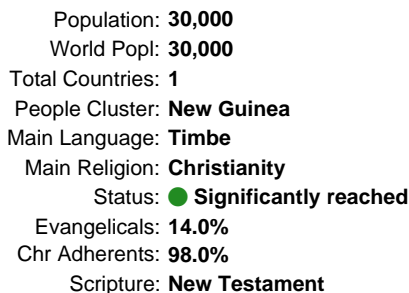 Population: 30,000
World Popl: 30,000
Total Countries: 1
People Cluster: New Guinea
Main Language: Timbe
Main Religion: Christianity
Status: Significantly reached
Evangelicals: 14.0%
Chr Adherents: 98.0%
Scripture: New Testament